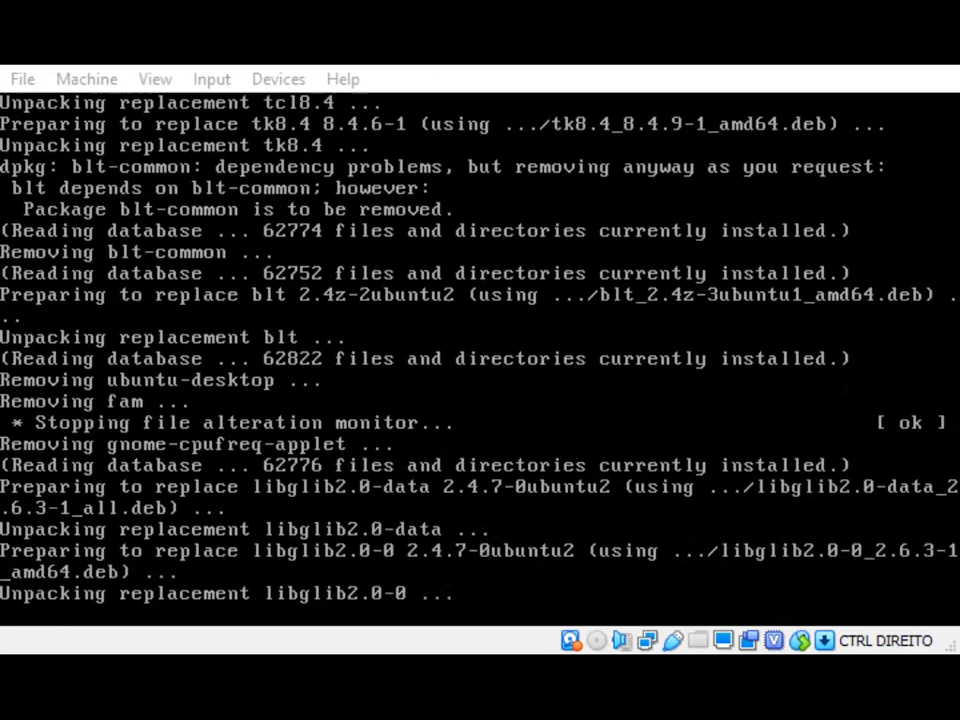 File Machine View Input Devices Help
Unpacking replacement tcl8.4 ...
Preparing to replace tk8.4 8.4.6-1 (using .../tk8.4_8.4.9-1_amd64.deb) ...
Unpacking replacement tk8.4 ...
dpkg: blt-common: dependency problems, but removing anyway as you request:
 blt depends on blt-common; however:
  Package blt-common is to be removed.
(Reading database ... 62774 files and directories currently installed.)
Removing blt-common ...
(Reading database ... 62752 files and directories currently installed.)
Preparing to replace blt 2.4z-2ubuntu2 (using .../blt_2.4z-3ubuntu1_amd64.deb) .
..
Unpacking replacement blt ...
(Reading database ... 62822 files and directories currently installed.)
Removing ubuntu-desktop ...
Removing fam ...
 * Stopping file alteration monitor... [ ok ]
Removing gnome-cpufreq-applet ...
(Reading database ... 62776 files and directories currently installed.)
Preparing to replace libglib2.0-data 2.4.7-0ubuntu2 (using .../libglib2.0-data_2
.6.3-1_all.deb) ...
Unpacking replacement libglib2.0-data ...
Preparing to replace libglib2.0-0 2.4.7-0ubuntu2 (using .../libglib2.0-0_2.6.3-1
_amd64.deb) ...
Unpacking replacement libglib2.0-0 ...
CTRL DIREITO